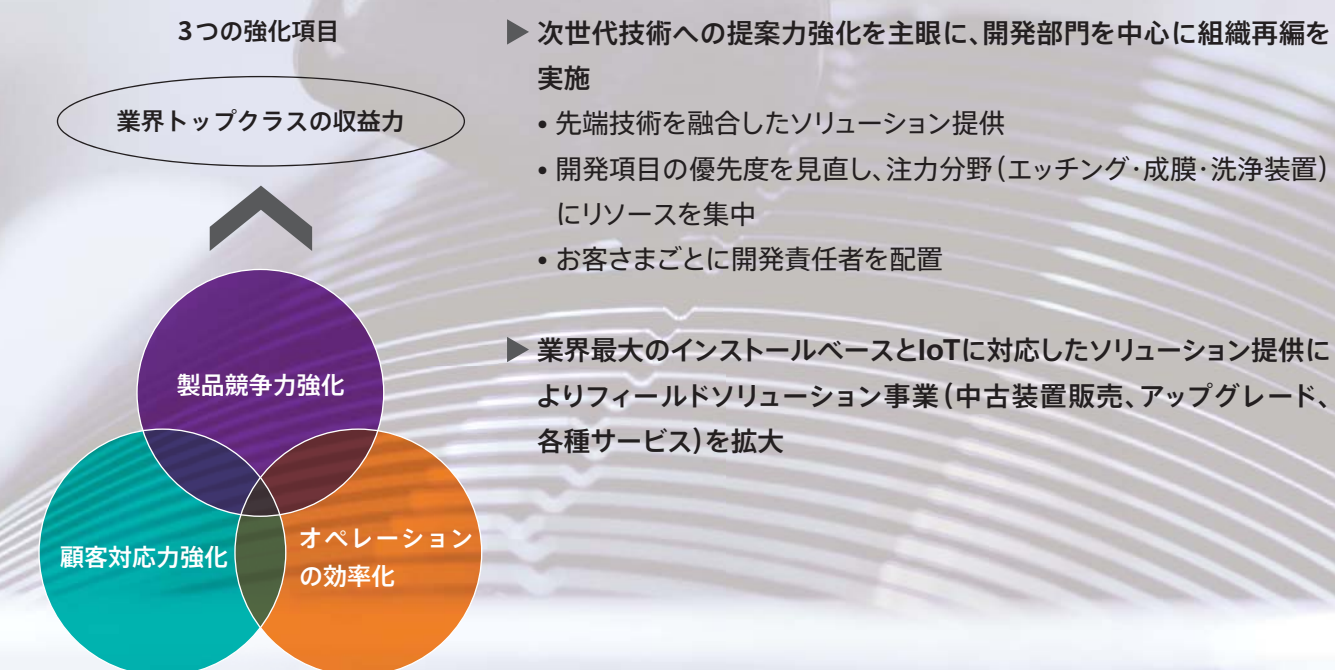 3つの強化項目
業界トップクラスの収益力
製品競争力強化
顧客対応力強化
オペレーション
の効率化
▶ 次世代技術への提案力強化を主眼に、開発部門を中心に組織再編を
実施
• 先端技術を融合したソリューション提供
• 開発項目の優先度を見直し、注力分野(エッチング・成膜・洗浄装置)
にリソースを集中
• お客さまごとに開発責任者を配置
▶ 業界最大のインストールベースとIoTに対応したソリューション提供に
よりフィールドソリューション事業(中古装置販売、アップグレード、
各種サービス)を拡大